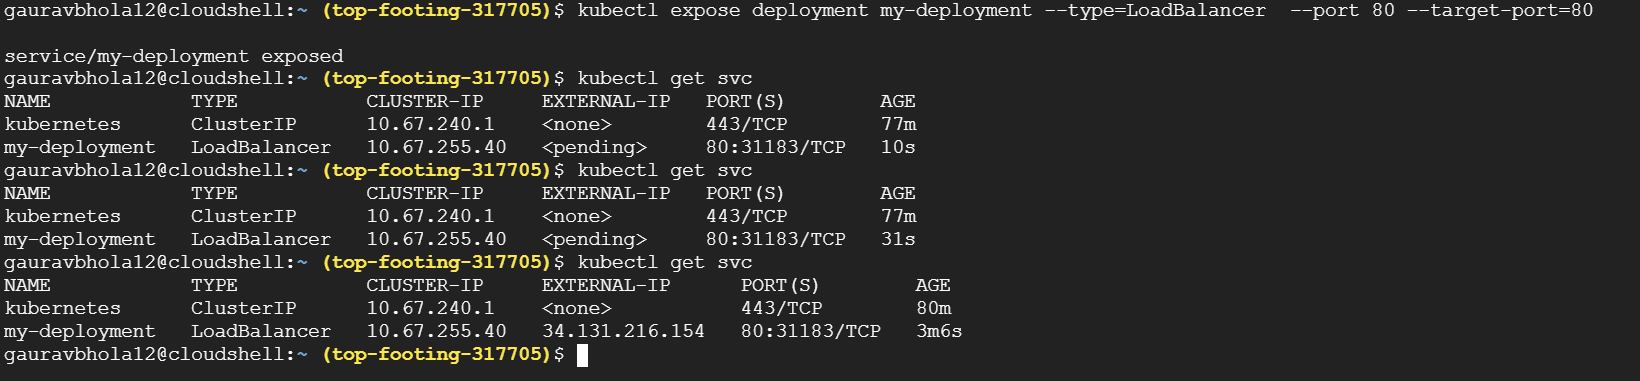 gauravbhola12@cloudshell:~ (top-footing-317705)$ kubectl expose deployment my-deployment --type=LoadBalancer  --port 80 --target-port=80
service/my-deployment exposed
gauravbhola12@cloudshell:~ (top-footing-317705)$ kubectl get svc
NAME            TYPE           CLUSTER-IP     EXTERNAL-IP   PORT(S)        AGE
kubernetes      ClusterIP      10.67.240.1    <none>        443/TCP        77m
my-deployment   LoadBalancer   10.67.255.40   <pending>     80:31183/TCP   10s
gauravbhola12@cloudshell:~ (top-footing-317705)$ kubectl get svc
NAME            TYPE           CLUSTER-IP     EXTERNAL-IP   PORT(S)        AGE
kubernetes      ClusterIP      10.67.240.1    <none>        443/TCP        77m
my-deployment   LoadBalancer   10.67.255.40   <pending>     80:31183/TCP   31s
gauravbhola12@cloudshell:~ (top-footing-317705)$ kubectl get svc
NAME            TYPE           CLUSTER-IP     EXTERNAL-IP      PORT(S)        AGE
kubernetes      ClusterIP      10.67.240.1    <none>           443/TCP        80m
my-deployment   LoadBalancer   10.67.255.40   34.131.216.154   80:31183/TCP   3m6s
gauravbhola12@cloudshell:~ (top-footing-317705)$